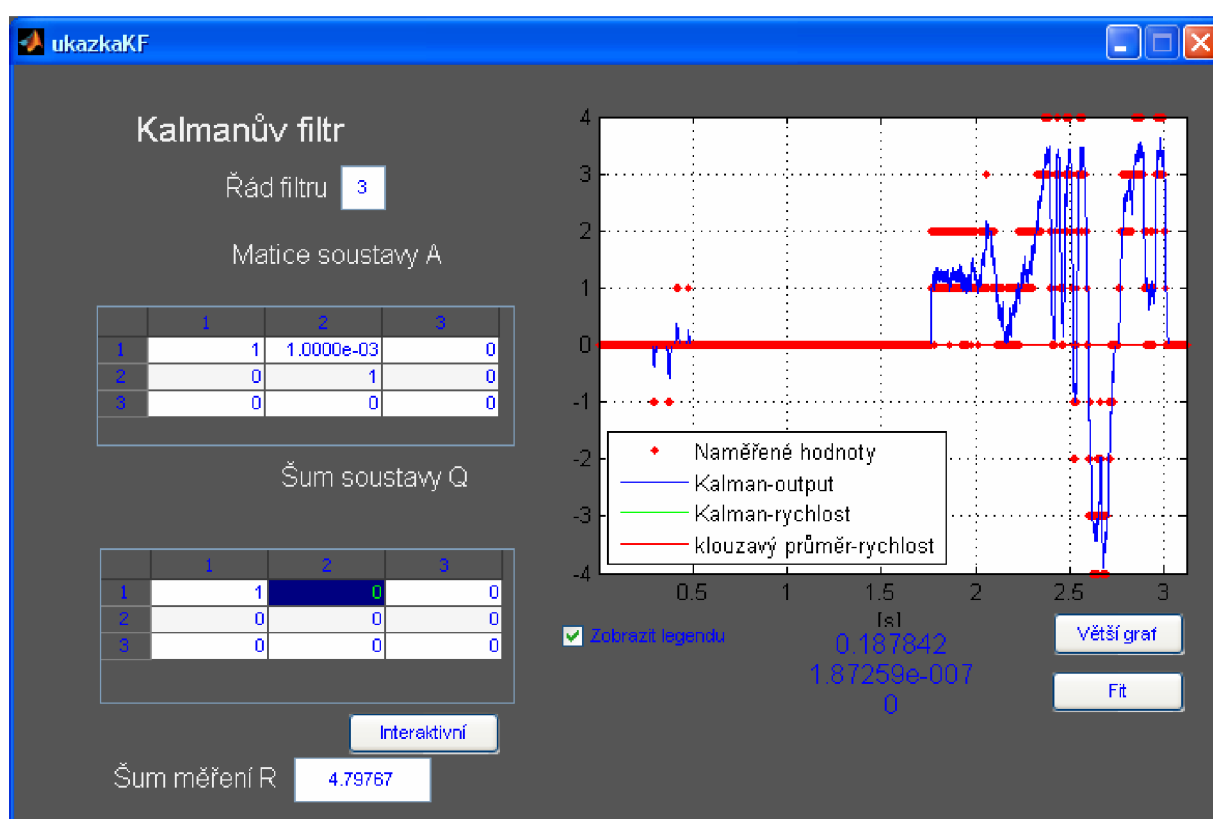 ukazkaKF
Kalmanův filtr
Řád filtru 3
Matice soustavy A
1 2 3
1 1 1.0000e-03 0
2 0 1 0
3 0 0 0
Šum soustavy Q
1 2 3
1 1 0 0
2 0 0 0
3 0 0 0
Interaktivní
Šum měření R 4.79767
4
3
2
1
0
-1
-2
-3
-4
0.5 1 1.5 2 2.5 3
[s]
Naměřené hodnoty
Kalman-output
Kalman-rychlost
klouzavý průměr-rychlost
Zobrazit legendu
0.187842
1.87259e-007
0
Větší graf
Fit